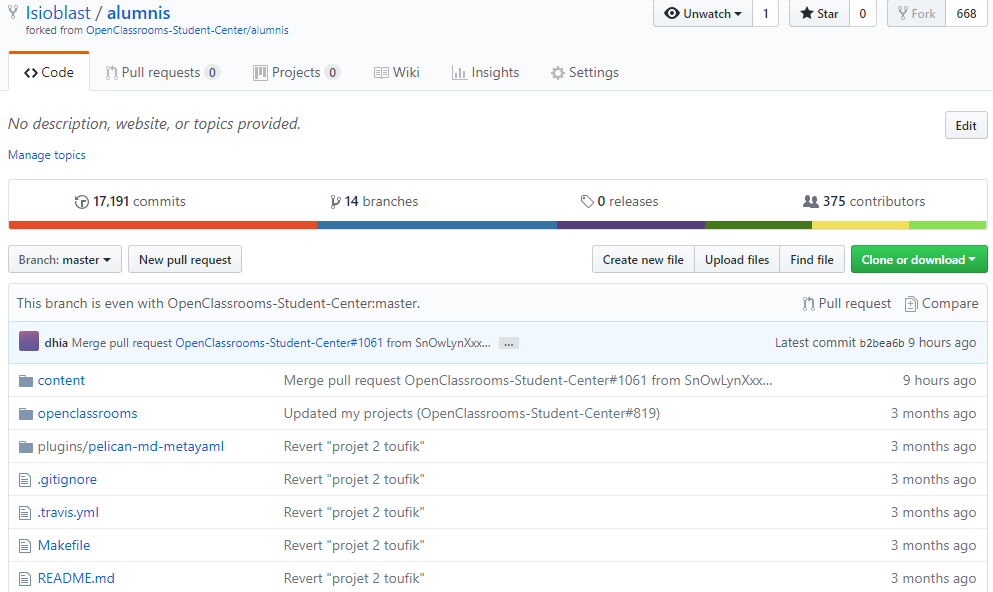 Isioblast / alumnis
Unwatch 1 Star 0 Fork 668
forked from OpenClassrooms-Student-Center/alumnis
Code Pull requests 0 Projects 0 Wiki Insights Settings
No description, website, or topics provided.
Edit
Manage topics
17,191 commits 14 branches 0 releases 375 contributors
Branch: master New pull request Create new file Upload files Find file Clone or download
This branch is even with OpenClassrooms-Student-Center:master. Pull request Compare
dhia Merge pull request OpenClassrooms-Student-Center#1061 from SnOwLynXxx... ... Latest commit b2bea6b 9 hours ago
content Merge pull request OpenClassrooms-Student-Center#1061 from SnOwLynXxx... 9 hours ago
openclassrooms Updated my projects (OpenClassrooms-Student-Center#819) 3 months ago
plugins/pelican-md-metayaml Revert "projet 2 toufik" 3 months ago
.gitignore Revert "projet 2 toufik" 3 months ago
.travis.yml Revert "projet 2 toufik" 3 months ago
Makefile Revert "projet 2 toufik" 3 months ago
README.md Revert "projet 2 toufik" 3 months ago